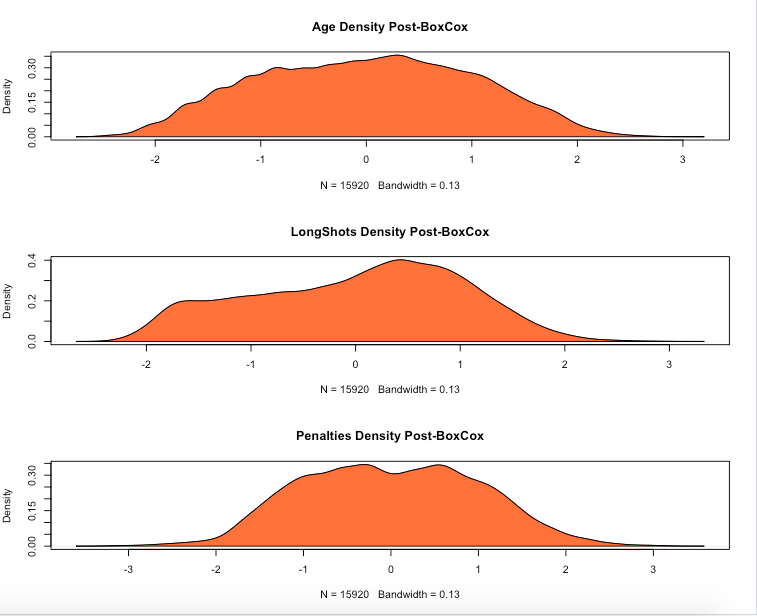 Age Density Post-BoxCox
Density
0.00 0.15 0.30
-2 -1 0 1 2 3
N = 15920 Bandwidth = 0.13
LongShots Density Post-BoxCox
Density
0.0 0.2 0.4
-2 -1 0 1 2 3
N = 15920 Bandwidth = 0.13
Penalties Density Post-BoxCox
Density
0.00 0.15 0.30
-3 -2 -1 0 1 2 3
N = 15920 Bandwidth = 0.13